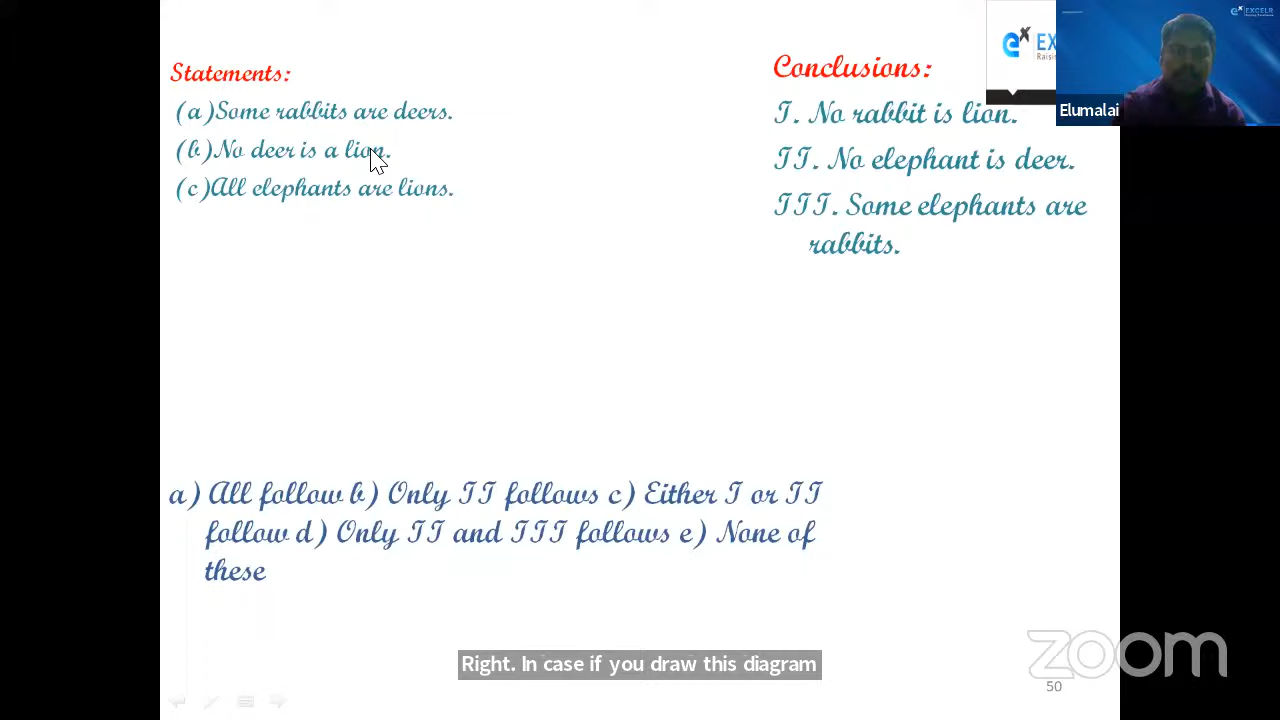 Statements:
(a)Some rabbits are deers.
(b)No deer is a lion.
(c)All elephants are lions.
Conclusions:
I. No rabbit is lion.
II. No elephant is deer.
III. Some elephants are
rabbits.
EXCELR
Elumalai
a) All follow b) Only II follows c) Either I or II
follow d) Only II and III follows e) None of
these
Right. In case if you draw this diagram
zoom
50